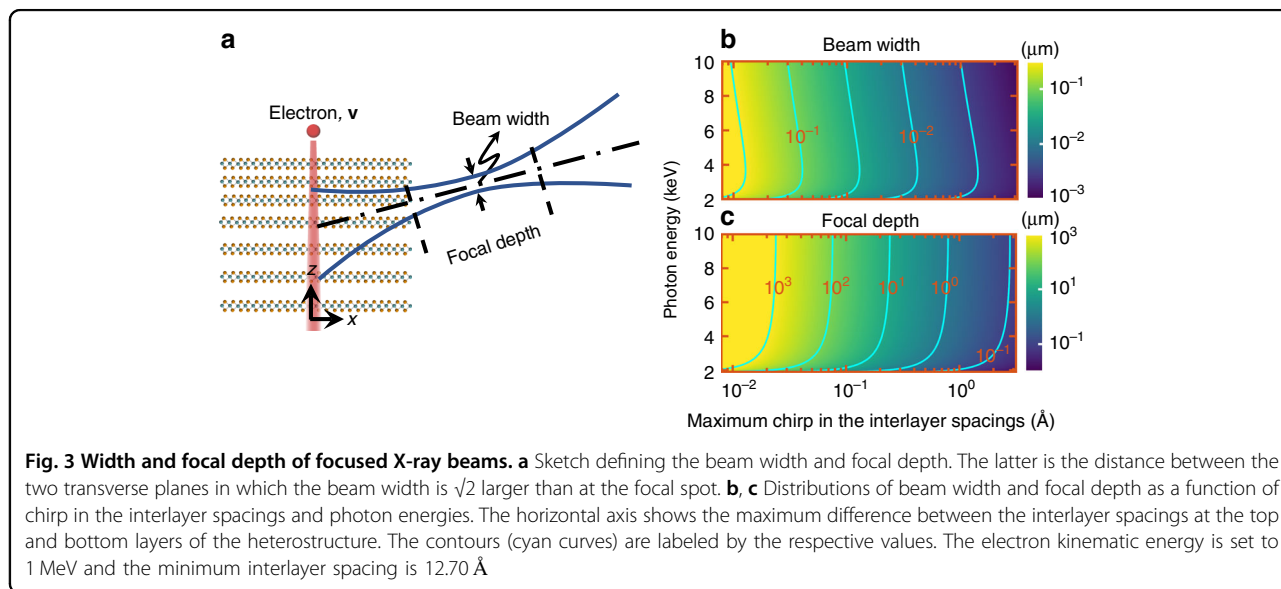 a
Electron, v
Beam width
Focal depth
z
x
b
Beam width
(μm)
10
8
6
4
2
10⁻¹
10⁻²
10⁻¹
10⁻²
10⁻³
c
Focal depth
(μm)
10
8
6
4
2
10³
10²
10¹
10⁰
10⁻¹
10³
10¹
10⁻¹
Photon energy (keV)
10⁻²
10⁻¹
10⁰
Maximum chirp in the interlayer spacings (Å)
Fig. 3 Width and focal depth of focused X-ray beams. a Sketch defining the beam width and focal depth. The latter is the distance between the
two transverse planes in which the beam width is √2 larger than at the focal spot. b, c Distributions of beam width and focal depth as a function of
chirp in the interlayer spacings and photon energies. The horizontal axis shows the maximum difference between the interlayer spacings at the top
and bottom layers of the heterostructure. The contours (cyan curves) are labeled by the respective values. The electron kinematic energy is set to
1 MeV and the minimum interlayer spacing is 12.70 Å